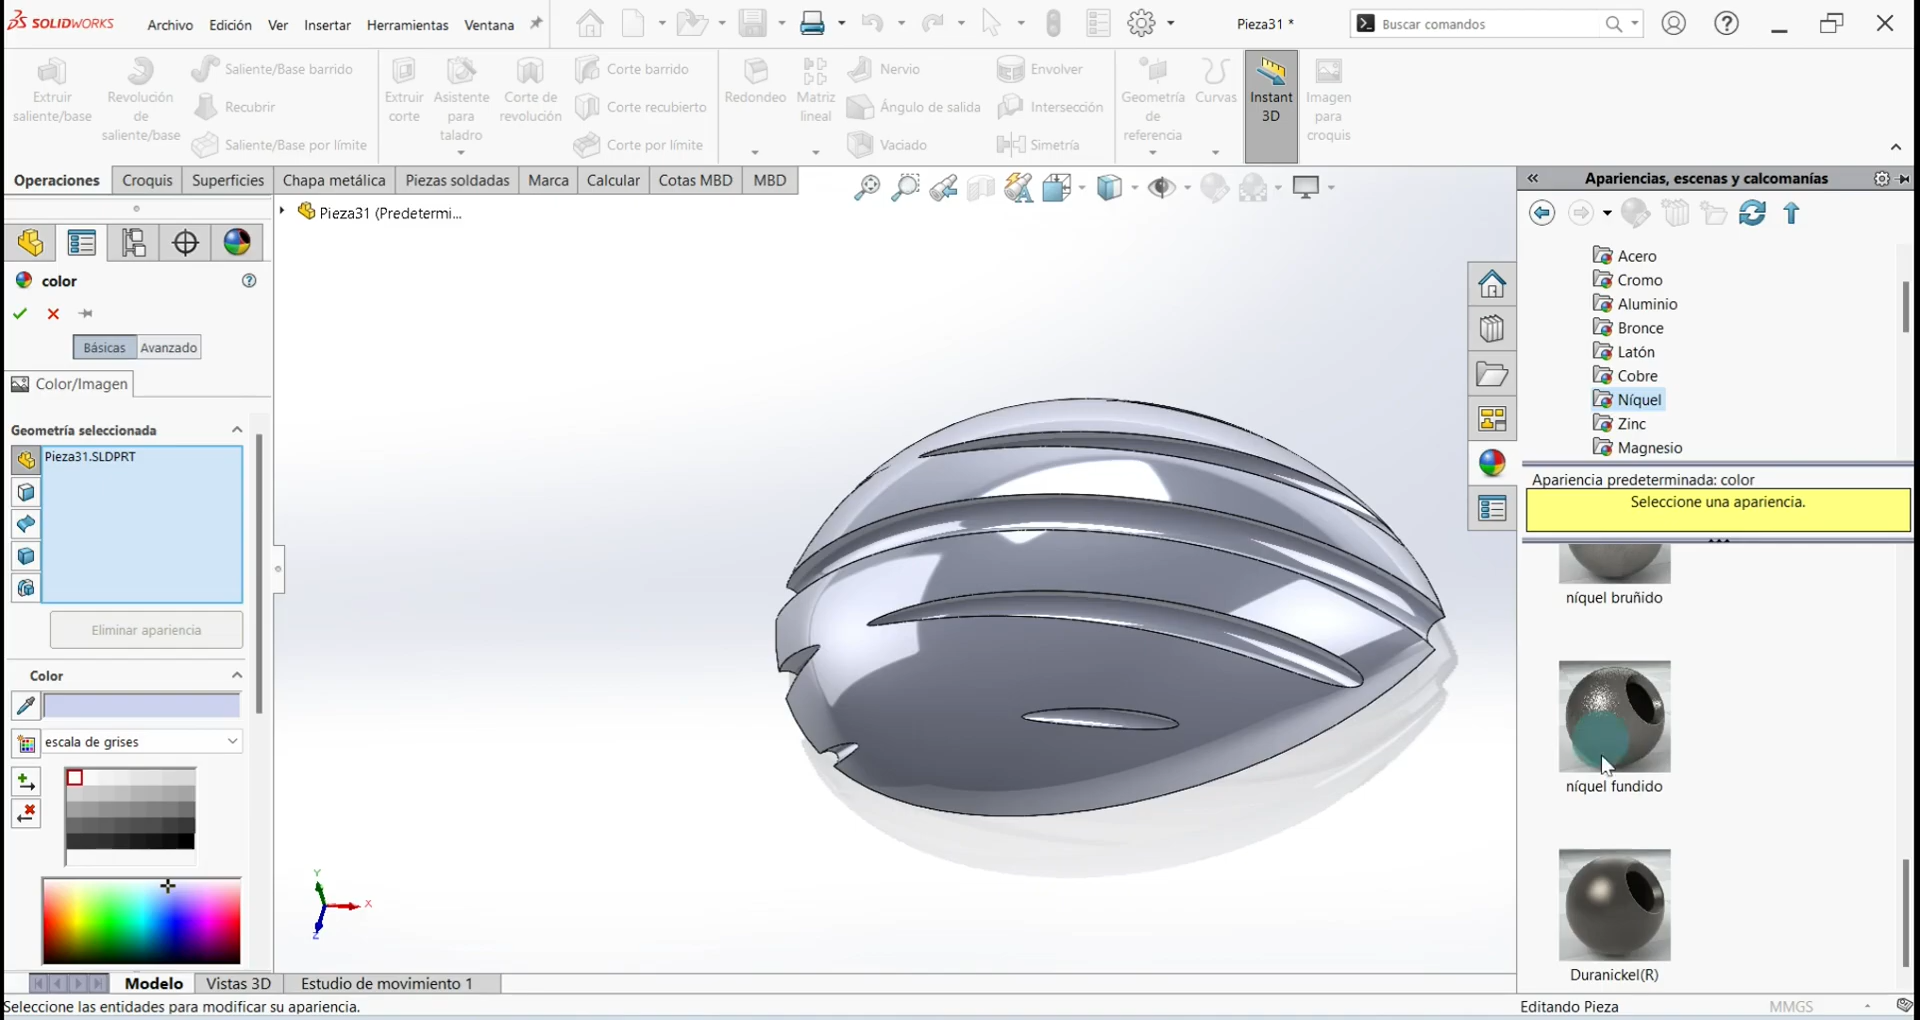 SOLIDWORKS Archivo Edición Ver Insertar Herramientas Ventana Pieza31 * Buscar comandos
Extruir saliente/base
Revolución de saliente/base
Saliente/Base barrido
Recubrir
Saliente/Base por límite
Extruir corte
Asistente para taladro
Corte de revolución
Corte barrido
Corte recubierto
Corte por límite
Redondeo
Matriz lineal
Nervio
Ángulo de salida
Vaciado
Envolver
Intersección
Simetría
Geometría de referencia
Curvas
Instant 3D
Imagen para croquis
Operaciones Croquis Superficies Chapa metálica Piezas soldadas Marca Calcular Cotas MBD MBD
Pieza31 (Predetermi...
color
Básicas Avanzado
Color/Imagen
Geometría seleccionada
Pieza31.SLDPRT
Eliminar apariencia
Color
escala de grises
Y
X
Z
Apariencias, escenas y calcomanías
Acero
Cromo
Aluminio
Bronce
Latón
Cobre
Níquel
Zinc
Magnesio
Apariencia predeterminada: color
Seleccione una apariencia.
níquel bruñido
níquel fundido
Duranickel(R)
Modelo Vistas 3D Estudio de movimiento 1
Seleccione las entidades para modificar su apariencia. Editando Pieza MMGS